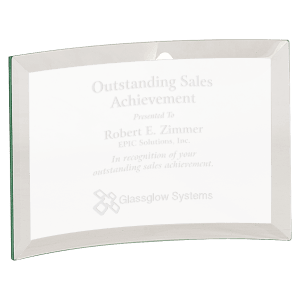 Outstanding Sales
Achievement
Presented To
Robert E. Zimmer
EPIC Solutions, Inc.
In recognition of your
outstanding sales achievement
Glassglow Systems